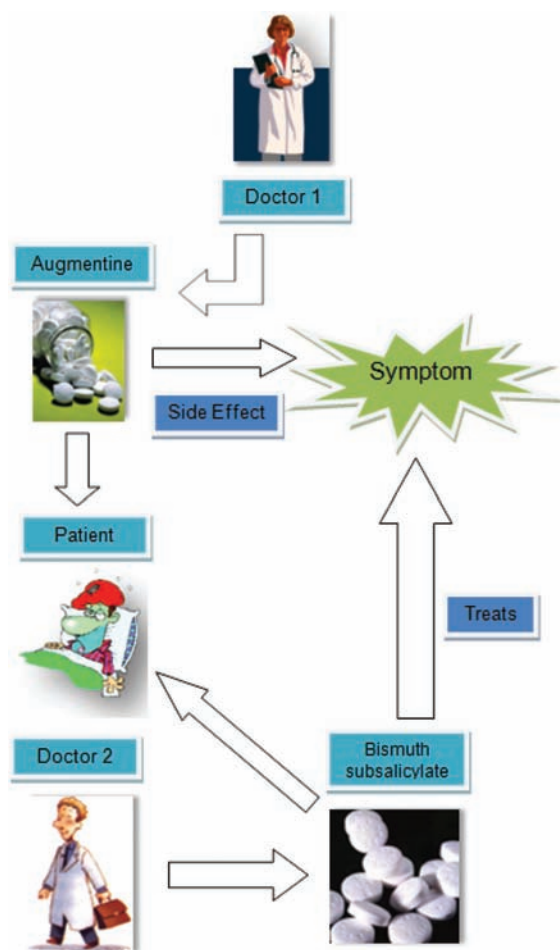 Doctor 1
Augmentine
Symptom
Side Effect
Patient
Treats
Doctor 2
Bismuth
subsalicylate